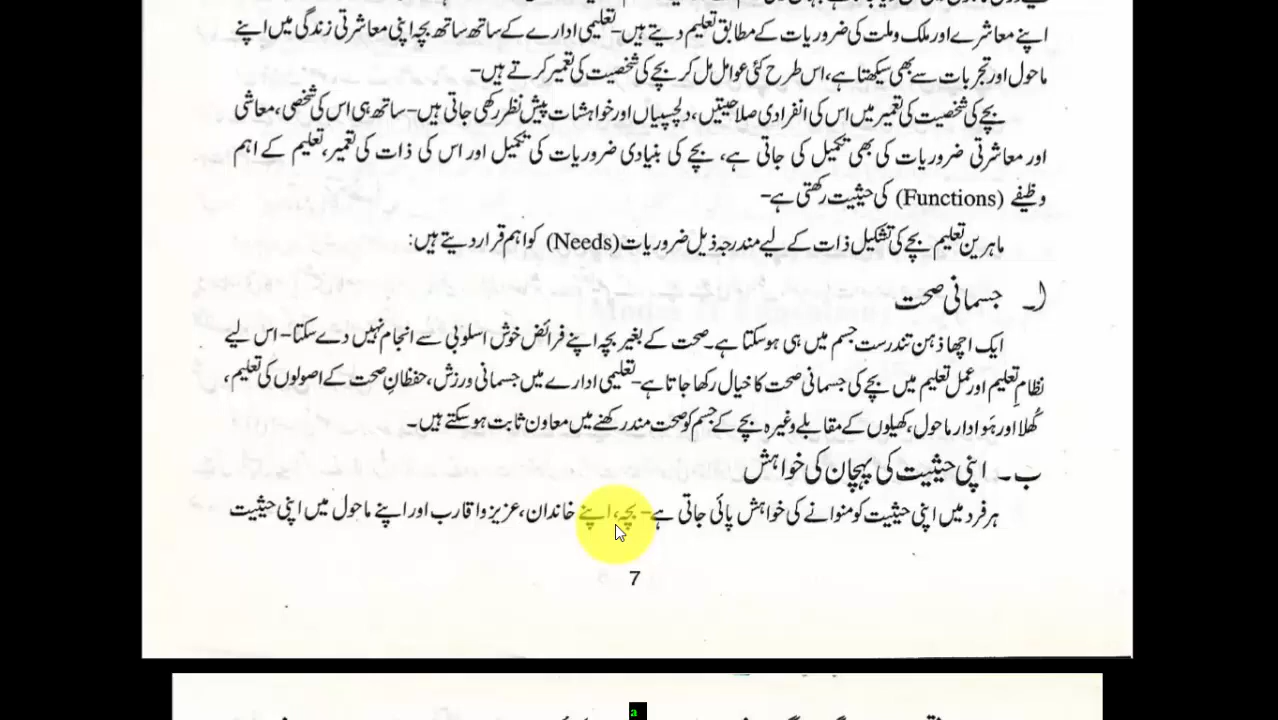 اپنے معاشرے اور ملک و ملت کی ضروریات کے مطابق تعلیم دیتے ہیں۔ تعلیمی ادارے کے ساتھ ساتھ بچہ اپنی معاشرتی زندگی میں اپنے
ماحول اور تجربات سے بھی سیکھتا ہے، اس طرح کئی عوامل مل کر بچے کی شخصیت کی تعمیر کرتے ہیں۔
بچے کی شخصیت کی تعمیر میں اس کی انفرادی صلاحیتیں، دلچسپیاں اور خواہشات پیش نظر رکھی جاتی ہیں۔ ساتھ ہی اس کی شخصی، معاشی
اور معاشرتی ضروریات کی بھی تکمیل کی جاتی ہے، بچے کی بنیادی ضروریات کی تکمیل اور اس کی ذات کی تعمیر، تعلیم کے اہم
وظیفے (Functions) کی حیثیت رکھتی ہے۔
ماہرین تعلیم بچے کی تشکیل ذات کے لیے مندرجہ ذیل ضروریات (Needs) کو اہم قرار دیتے ہیں:
ا۔ جسمانی صحت
ایک اچھا ذہن تندرست جسم میں ہی ہو سکتا ہے۔ صحت کے بغیر بچہ اپنے فرائض خوش اسلوبی سے انجام نہیں دے سکتا۔ اس لیے
نظامِ تعلیم اور عمل تعلیم میں بچے کی جسمانی صحت کا خیال رکھا جاتا ہے۔ تعلیمی ادارے میں جسمانی ورزش، حفظانِ صحت کے اصولوں کی تعلیم،
کُھلا اور ہَوادار ماحول، کھیلوں کے مقابلے وغیرہ بچے کے جسم کو صحت مند رکھنے میں معاون ثابت ہو سکتے ہیں۔
ب۔ اپنی حیثیت کی پہچان کی خواہش
ہر فرد میں اپنی حیثیت کو منوانے کی خواہش پائی جاتی ہے۔ بچہ، اپنے خاندان، عزیز و اقارب اور اپنے ماحول میں اپنی حیثیت
7
a